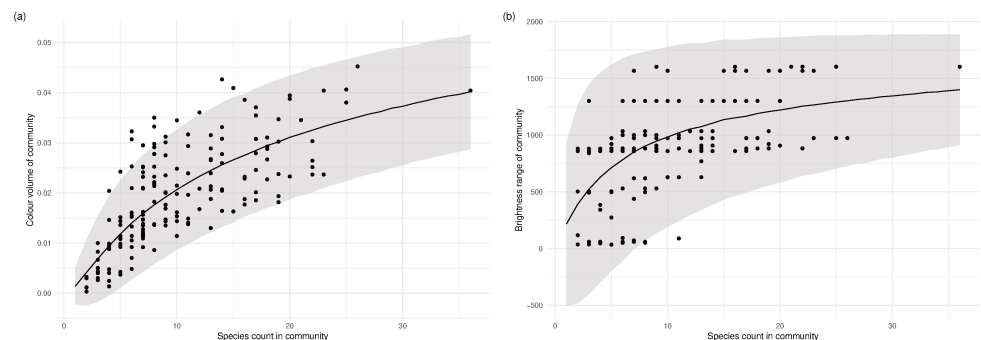 (a)
Colour volume of community
0.05
0.04
0.03
0.02
0.01
0.00
0 10 20 30
Species count in community
(b)
Brightness range of community
2000
1500
1000
500
0
−500
0 10 20 30
Species count in community